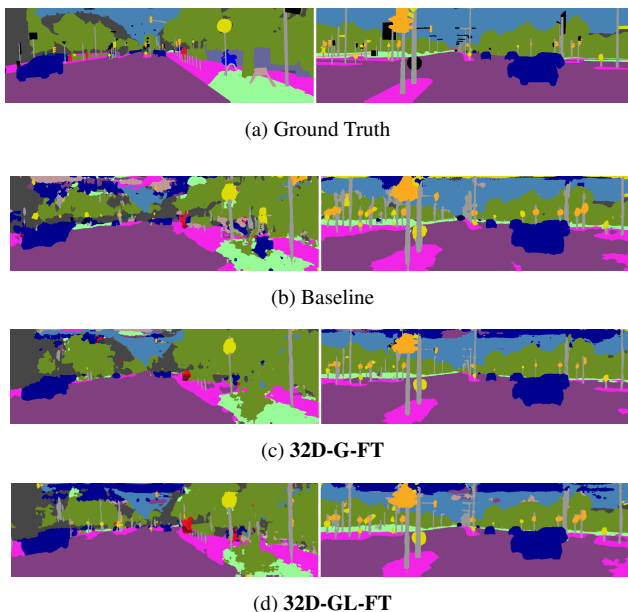 (a) Ground Truth
(b) Baseline
(c) 32D-G-FT
(d) 32D-GL-FT